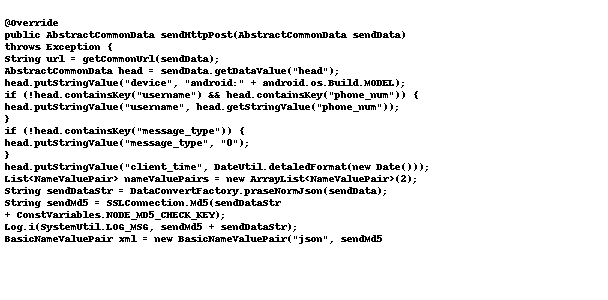 @Override
public AbstractCommonData sendHttpPost(AbstractCommonData sendData)
throws Exception {
String url = getCommonUrl(sendData);
AbstractCommonData head = sendData.getDataValue("head");
head.putStringValue("device", "android:" + android.os.Build.MODEL);
if (!head.containsKey("username") && head.containsKey("phone_num")) {
head.putStringValue("username", head.getStringValue("phone_num"));
}
if (!head.containsKey("message_type")) {
head.putStringValue("message_type", "0");
}
head.putStringValue("client_time", DateUtil.detaledFormat(new Date()));
List<NameValuePair> nameValuePairs = new ArrayList<NameValuePair>(2);
String sendDataStr = DataConvertFactory.praseNormJson(sendData);
String sendMd5 = SSLConnection.Md5(sendDataStr
+ ConstVariables.NODE_MD5_CHECK_KEY);
Log.i(SystemUtil.LOG_MSG, sendMd5 + sendDataStr);
BasicNameValuePair xml = new BasicNameValuePair("json", sendMd5